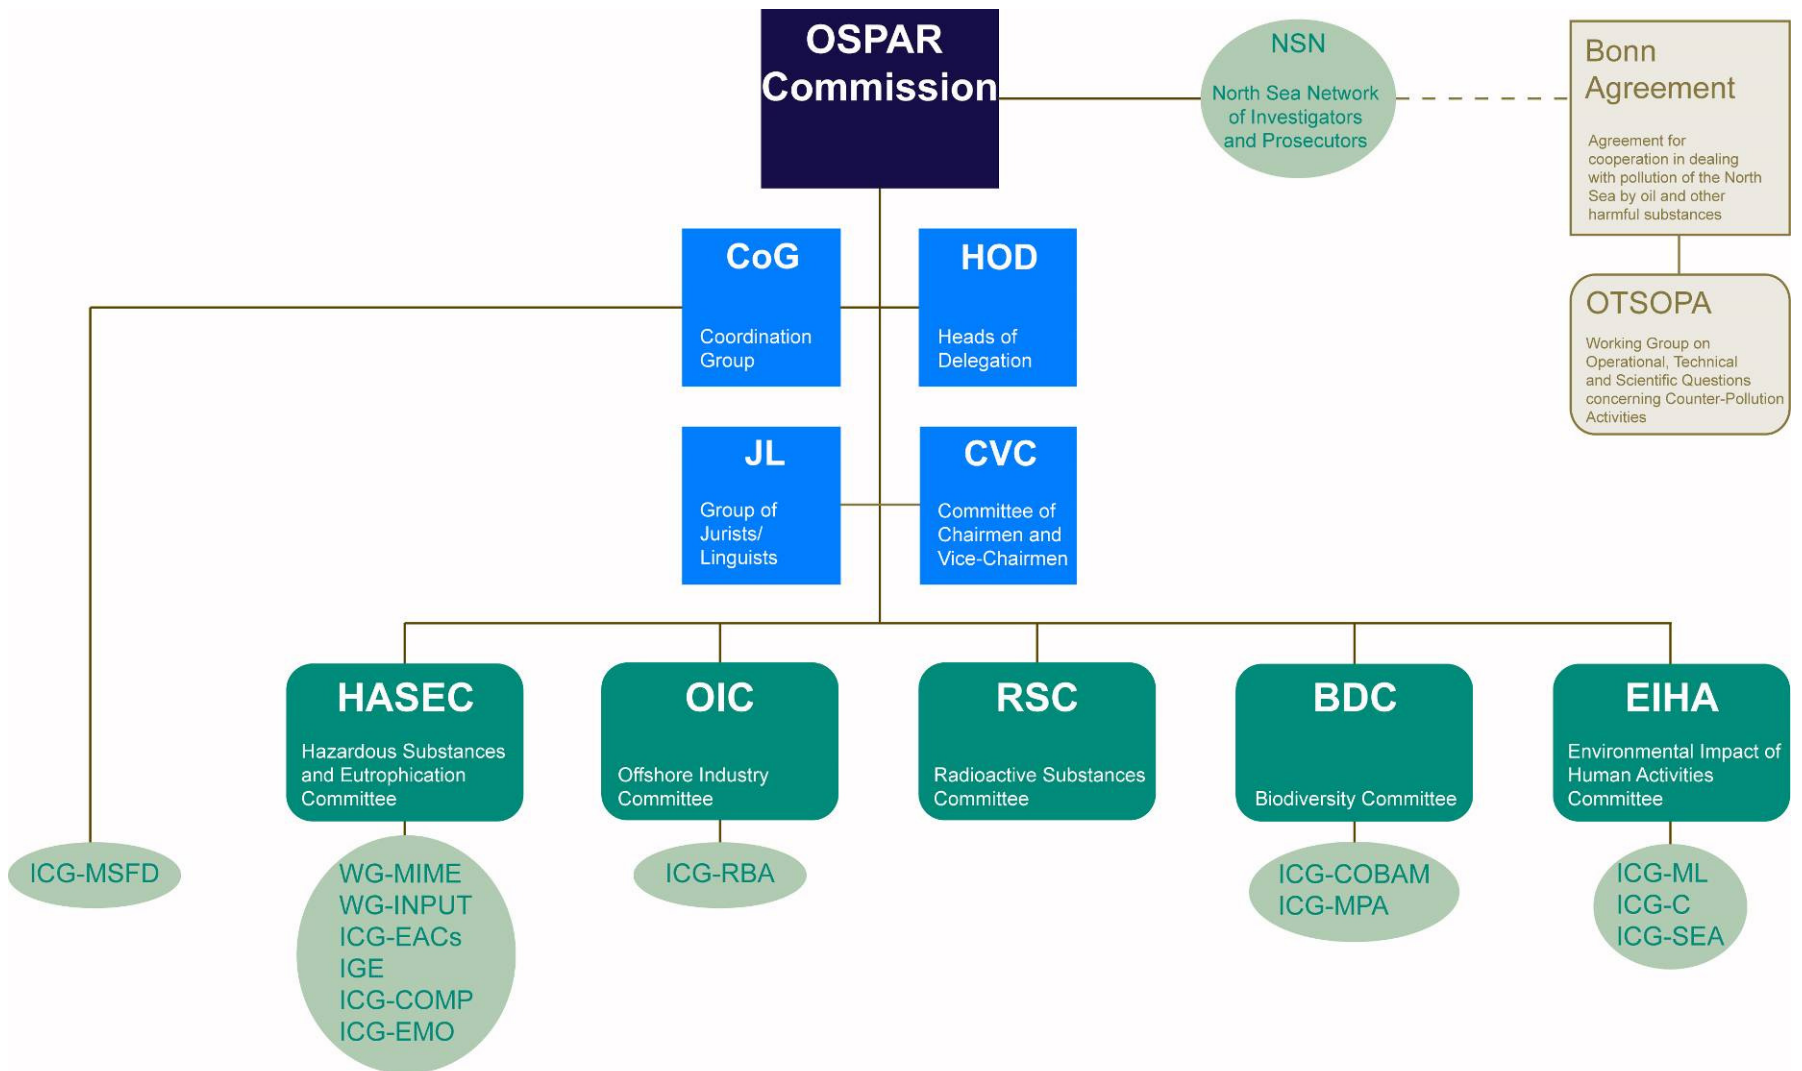 OSPAR
Commission
NSN
North Sea Network
of Investigators
and Prosecutors
Bonn
Agreement
Agreement for
cooperation in dealing
with pollution of the North
Sea by oil and other
harmful substances
OTSOPA
Working Group on
Operational, Technical
and Scientific Questions
concerning Counter-Pollution
Activities
CoG
Coordination
Group
HOD
Heads of
Delegation
JL
Group of
Jurists/
Linguists
CVC
Committee of
Chairmen and
Vice-Chairmen
HASEC
Hazardous Substances
and Eutrophication
Committee
OIC
Offshore Industry
Committee
RSC
Radioactive Substances
Committee
BDC
Biodiversity Committee
EIHA
Environmental Impact of
Human Activities
Committee
ICG-MSFD
WG-MIME
WG-INPUT
ICG-EACs
IGE
ICG-COMP
ICG-EMO
ICG-RBA
ICG-COBAM
ICG-MPA
ICG-ML
ICG-C
ICG-SEA